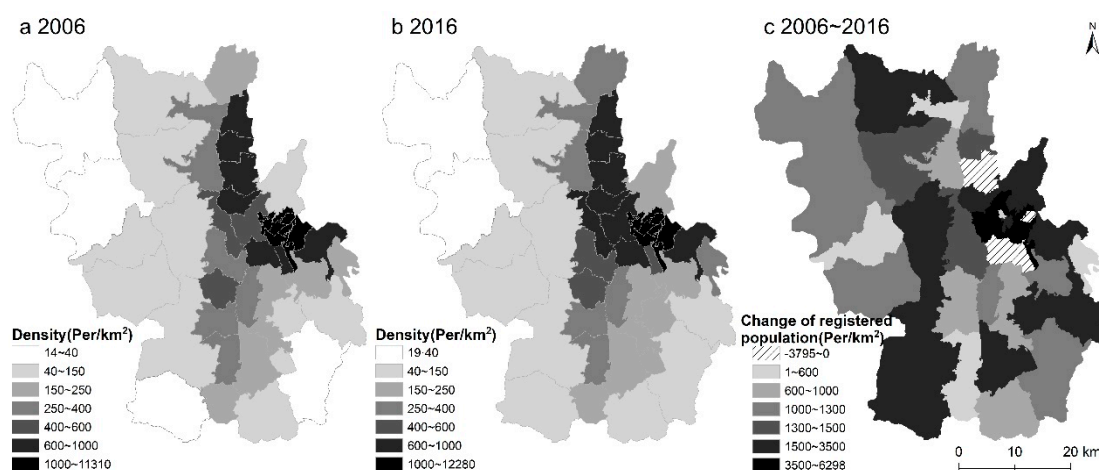 a 2006
Density(Per/km²)
14~40
40~150
150~250
250~400
400~600
600~1000
1000~11310
b 2016
Density(Per/km²)
19-40
40~150
150~250
250~400
400~600
600~1000
1000~12280
c 2006~2016
N
Change of registered
population(Per/km²)
-3795~0
1~600
600~1000
1000~1300
1300~1500
1500~3500
3500~6298
0 10 20 km